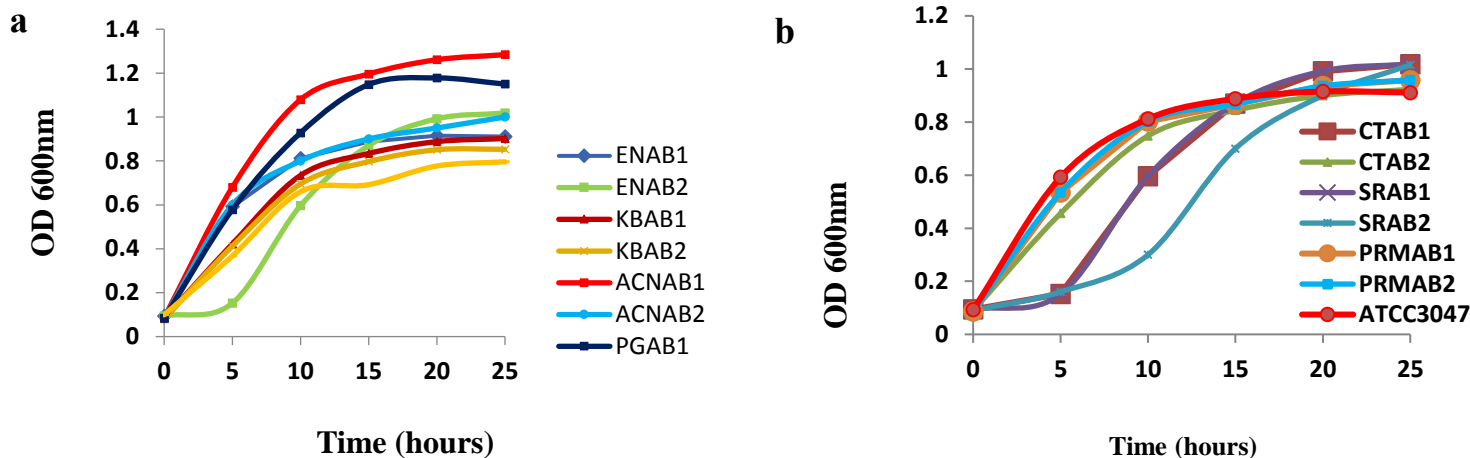 a
OD 600nm
1.4
1.2
1
0.8
0.6
0.4
0.2
0
0 5 10 15 20 25
Time (hours)
ENAB1
ENAB2
KBAB1
KBAB2
ACNAB1
ACNAB2
PGAB1
b
OD 600nm
1.2
1
0.8
0.6
0.4
0.2
0
0 5 10 15 20 25
Time (hours)
CTAB1
CTAB2
SRAB1
SRAB2
PRMAB1
PRMAB2
ATCC3047